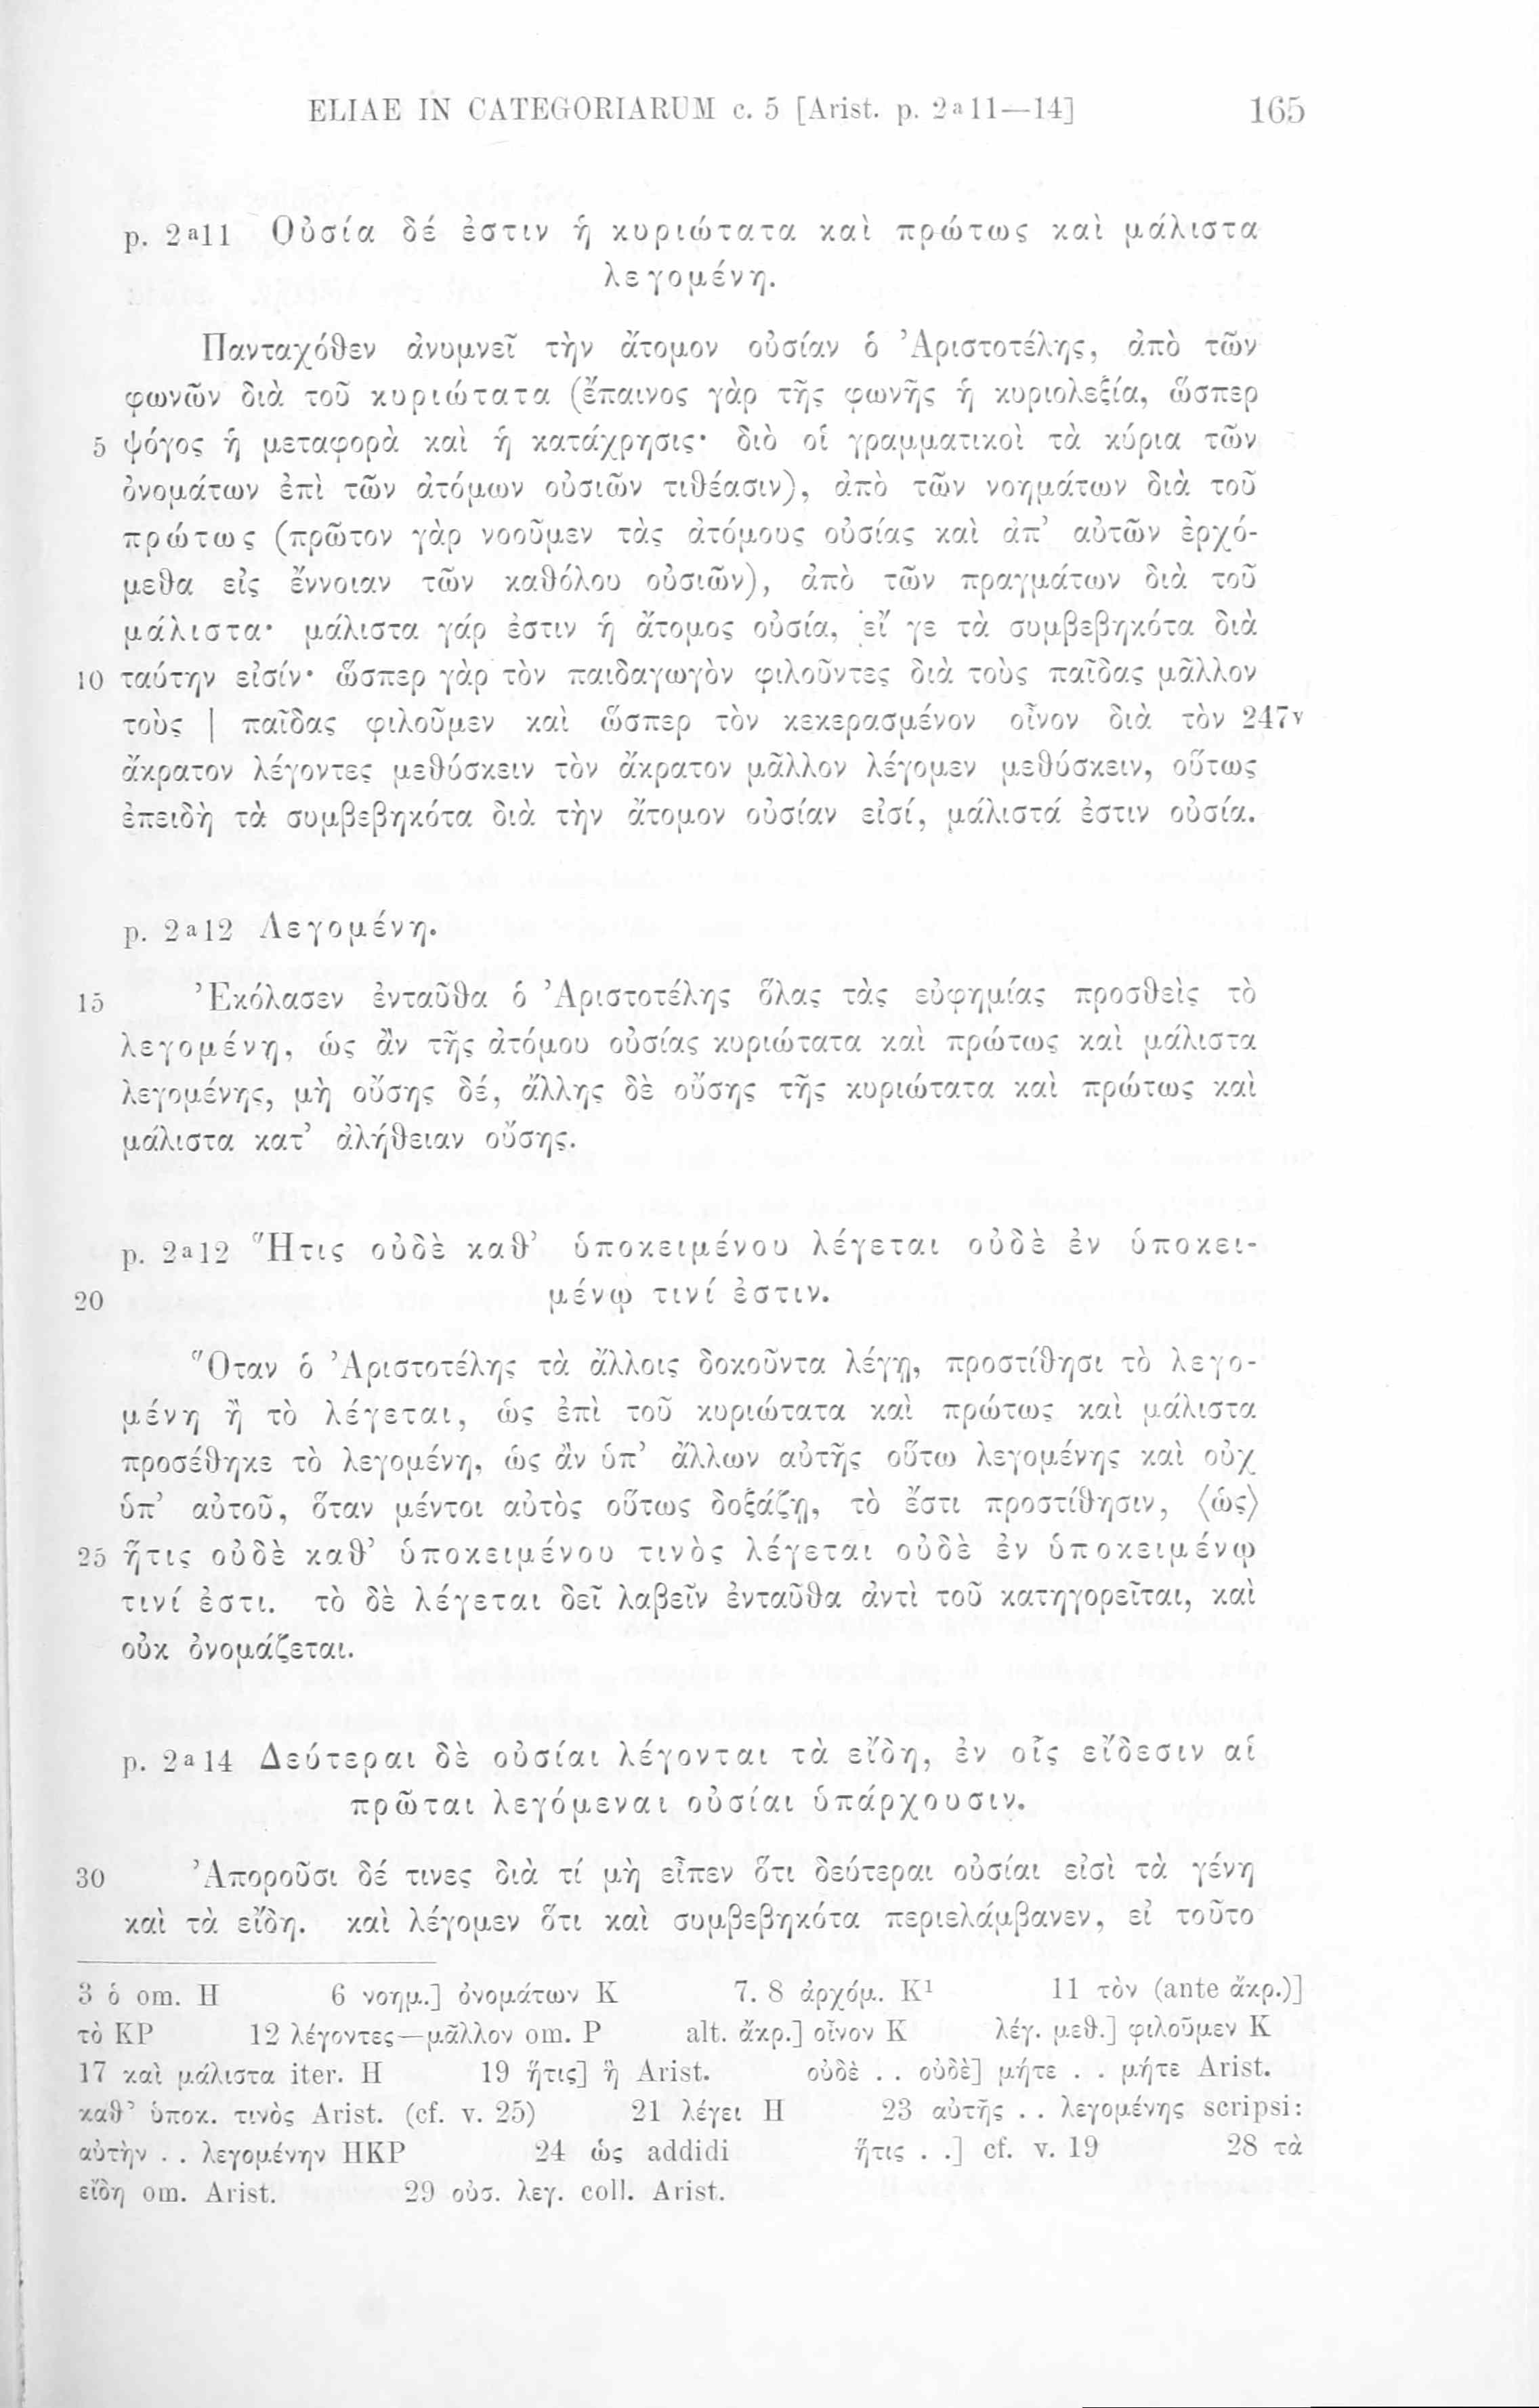 ELIAE IN CATEGORIARUM c. 5 [Arist. p. 2ª11—14] 165
p. 2ª11 Οὐσία δέ ἐστιν ἡ κυριώτατα καὶ πρώτως καὶ μάλιστα
λεγομένη.
Πανταχόθεν ἀνυμνεῖ τὴν ἄτομον οὐσίαν ὁ Ἀριστοτέλης, ἀπὸ τῶν
φωνῶν διὰ τοῦ κυριώτατα (ἔπαινος γὰρ τῆς φωνῆς ἡ κυριολεξία, ὥσπερ
5 ψόγος ἡ μεταφορὰ καὶ ἡ κατάχρησις· διὸ οἱ γραμματικοὶ τὰ κύρια τῶν
ὀνομάτων ἐπὶ τῶν ἀτόμων οὐσιῶν τιθέασιν), ἀπὸ τῶν νοημάτων διὰ τοῦ
πρώτως (πρῶτον γὰρ νοοῦμεν τὰς ἀτόμους οὐσίας καὶ ἀπ’ αὐτῶν ἐρχό-
μεθα εἰς ἔννοιαν τῶν καθόλου οὐσιῶν), ἀπὸ τῶν πραγμάτων διὰ τοῦ
μάλιστα· μάλιστα γάρ ἐστιν ἡ ἄτομος οὐσία, εἴ γε τὰ συμβεβηκότα διὰ
10 ταύτην εἰσίν· ὥσπερ γὰρ τὸν παιδαγωγὸν φιλοῦντες διὰ τοὺς παῖδας μᾶλλον
τοὺς | παῖδας φιλοῦμεν καὶ ὥσπερ τὸν κεκερασμένον οἶνον διὰ τὸν 247v
ἄκρατον λέγοντες μεθύσκειν τὸν ἄκρατον μᾶλλον λέγομεν μεθύσκειν, οὕτως
ἐπειδὴ τὰ συμβεβηκότα διὰ τὴν ἄτομον οὐσίαν εἰσί, μάλιστά ἐστιν οὐσία.
p. 2ª12 Λεγομένη.
15 Ἐκόλασεν ἐνταῦθα ὁ Ἀριστοτέλης ὅλας τὰς εὐφημίας προσθεὶς τὸ
λεγομένη, ὡς ἂν τῆς ἀτόμου οὐσίας κυριώτατα καὶ πρώτως καὶ μάλιστα
λεγομένης, μὴ οὔσης δέ, ἄλλης δὲ οὔσης τῆς κυριώτατα καὶ πρώτως καὶ
μάλιστα κατ’ ἀλήθειαν οὔσης.
p. 2ª12 Ἥτις οὐδὲ καθ’ ὑποκειμένου λέγεται οὐδὲ ἐν ὑποκει-
20 μένῳ τινί ἐστιν.
Ὅταν ὁ Ἀριστοτέλης τὰ ἄλλοις δοκοῦντα λέγῃ, προστίθησι τὸ λεγο-
μένη ἢ τὸ λέγεται, ὡς ἐπὶ τοῦ κυριώτατα καὶ πρώτως καὶ μάλιστα
προσέθηκε τὸ λεγομένη, ὡς ἂν ὑπ’ ἄλλων αὐτῆς οὕτω λεγομένης καὶ οὐχ
ὑπ’ αὐτοῦ, ὅταν μέντοι αὐτὸς οὕτως δοξάζῃ, τὸ ἔστι προστίθησιν, ⟨ὡς⟩
25 ἥτις οὐδὲ καθ’ ὑποκειμένου τινὸς λέγεται οὐδὲ ἐν ὑποκειμένῳ
τινί ἐστι. τὸ δὲ λέγεται δεῖ λαβεῖν ἐνταῦθα ἀντὶ τοῦ κατηγορεῖται, καὶ
οὐκ ὀνομάζεται.
p. 2ª14 Δεύτεραι δὲ οὐσίαι λέγονται τὰ εἴδη, ἐν οἷς εἴδεσιν αἱ
πρῶται λεγόμεναι οὐσίαι ὑπάρχουσιν.
30 Ἀποροῦσι δέ τινες διὰ τί μὴ εἶπεν ὅτι δεύτεραι οὐσίαι εἰσὶ τὰ γένη
καὶ τὰ εἴδη. καὶ λέγομεν ὅτι καὶ συμβεβηκότα περιελάμβανεν, εἰ τοῦτο
3 ὁ om. H 6 νοημ.] ὀνομάτων K 7. 8 ἀρχόμ. K¹ 11 τὸν (ante ἄκρ.)]
τὸ KP 12 λέγοντες—μᾶλλον om. P alt. ἄκρ.] οἶνον K λέγ. μεθ.] φιλοῦμεν K
17 καὶ μάλιστα iter. H 19 ἥτις] ἣ Arist. οὐδὲ . . οὐδὲ] μήτε . . μήτε Arist.
καθ’ ὑποκ. τινὸς Arist. (cf. v. 25) 21 λέγει H 23 αὐτῆς . . λεγομένης scripsi:
αὐτὴν . . λεγομένην HKP 24 ὡς addidi ἥτις . .] cf. v. 19 28 τὰ
εἴδη om. Arist. 29 οὐσ. λεγ. coll. Arist.